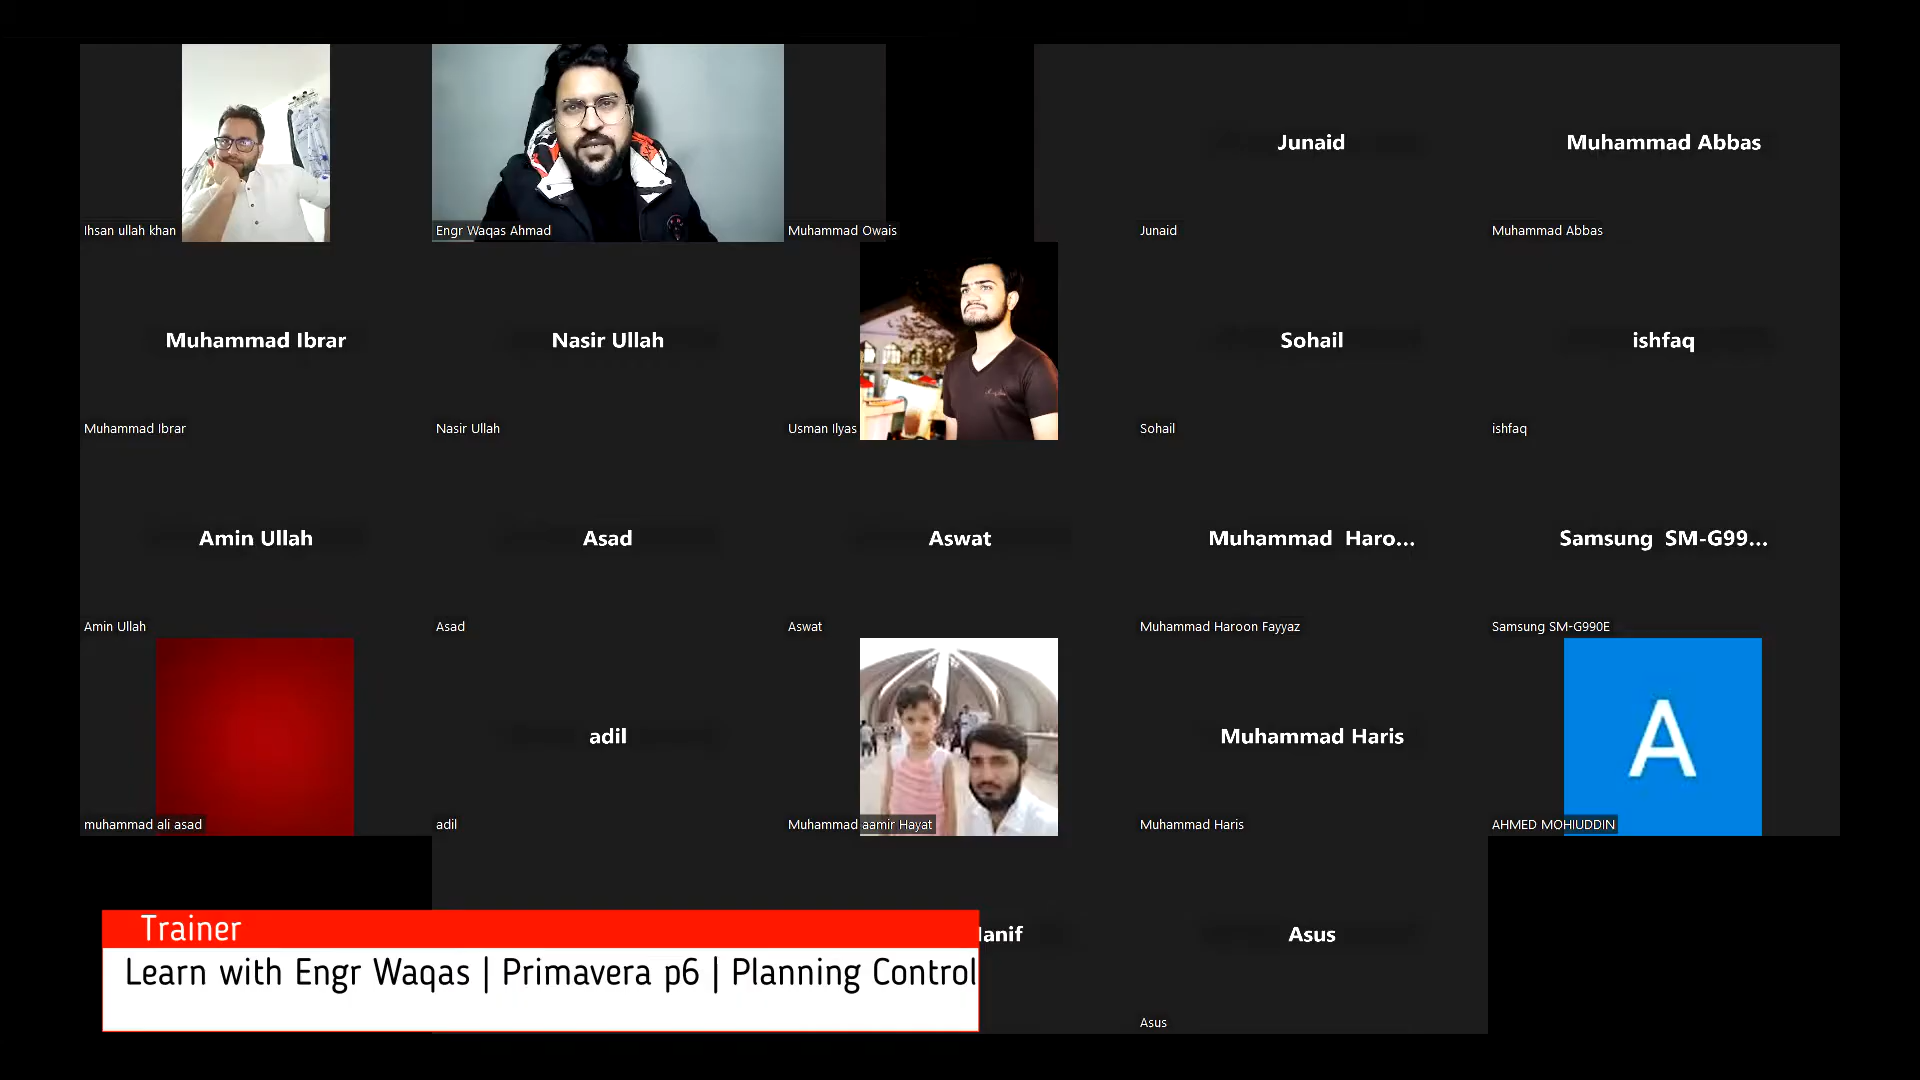 Junaid
Muhammad Abbas
Ihsan ullah khan
Engr Waqas Ahmad
Muhammad Owais
Junaid
Muhammad Abbas
Muhammad Ibrar
Nasir Ullah
Sohail
ishfaq
Muhammad Ibrar
Nasir Ullah
Usman Ilyas
Sohail
ishfaq
Amin Ullah
Asad
Aswat
Muhammad Haro...
Samsung SM-G99...
Amin Ullah
Asad
Aswat
Muhammad Haroon Fayyaz
Samsung SM-G990E
adil
Muhammad Haris
A
muhammad ali asad
adil
Muhammad aamir Hayat
Muhammad Haris
AHMED MOHIUDDIN
Trainer
Learn with Engr Waqas | Primavera p6 | Planning Control
Asus
Asus